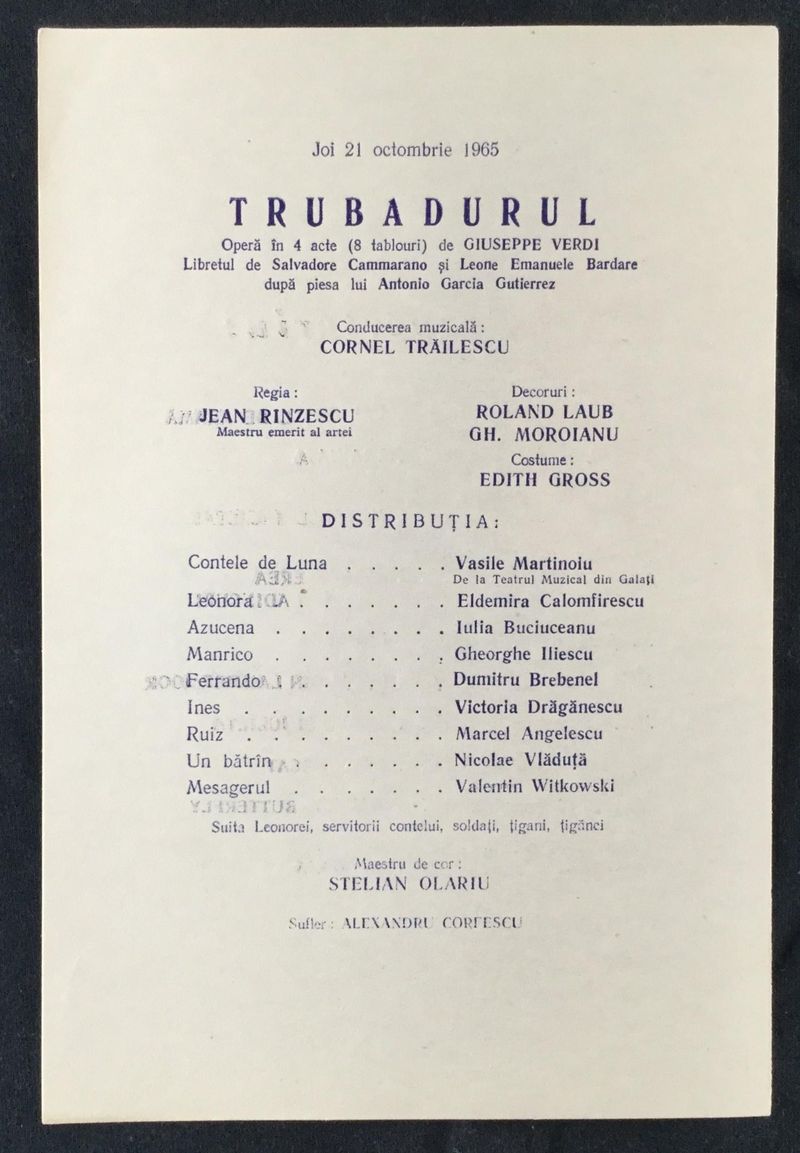 Joi 21 octombrie 1965
TRUBADURUL
Operă în 4 acte (8 tablouri) de GIUSEPPE VERDI
Libretul de Salvadore Cammarano și Leone Emanuele Bardare
după piesa lui Antonio Garcia Gutierrez
Conducerea muzicală :
CORNEL TRĂILESCU
Regia :
JEAN RINZESCU
Maestru emerit al artei
Decoruri :
ROLAND LAUB
GH. MOROIANU
Costume :
EDITH GROSS
DISTRIBUȚIA:
Contele de Luna . . . . . Vasile Martinoiu
De la Teatrul Muzical din Galați
Leonora . . . . . . . Eldemira Calomfirescu
Azucena . . . . . . . . Iulia Buciuceanu
Manrico . . . . . . . . Gheorghe Iliescu
Ferrando . . . . . . . . Dumitru Brebenel
Ines . . . . . . . . . . Victoria Drăgănescu
Ruiz . . . . . . . . . . Marcel Angelescu
Un bătrîn . . . . . . . Nicolae Vlăduță
Mesagerul . . . . . . . Valentin Witkowski
Suita Leonorei, servitorii contelui, soldați, țigani, țigănci
Maestru de cor :
STELIAN OLARIU
Sufler : ALEXANDRU